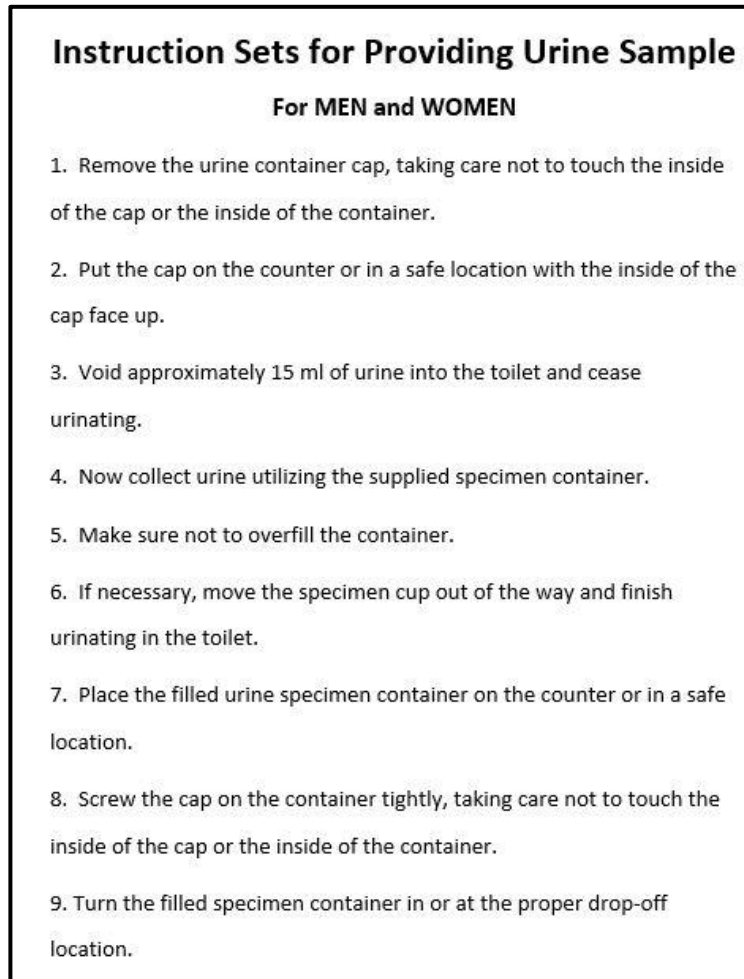 Instruction Sets for Providing Urine Sample
For MEN and WOMEN
1. Remove the urine container cap, taking care not to touch the inside
of the cap or the inside of the container.
2. Put the cap on the counter or in a safe location with the inside of the
cap face up.
3. Void approximately 15 ml of urine into the toilet and cease
urinating.
4. Now collect urine utilizing the supplied specimen container.
5. Make sure not to overfill the container.
6. If necessary, move the specimen cup out of the way and finish
urinating in the toilet.
7. Place the filled urine specimen container on the counter or in a safe
location.
8. Screw the cap on the container tightly, taking care not to touch the
inside of the cap or the inside of the container.
9. Turn the filled specimen container in or at the proper drop-off
location.